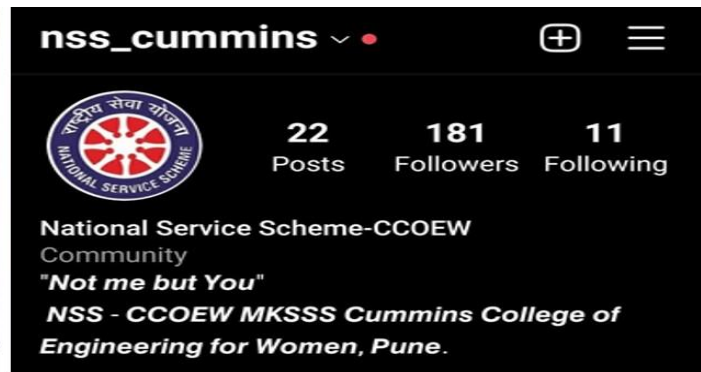 nss_cummins
राष्ट्रीय सेवा योजना
NATIONAL SERVICE SCHEME
22 181 11
Posts Followers Following
National Service Scheme-CCOEW
Community
"Not me but You"
NSS - CCOEW MKSSS Cummins College of
Engineering for Women, Pune.